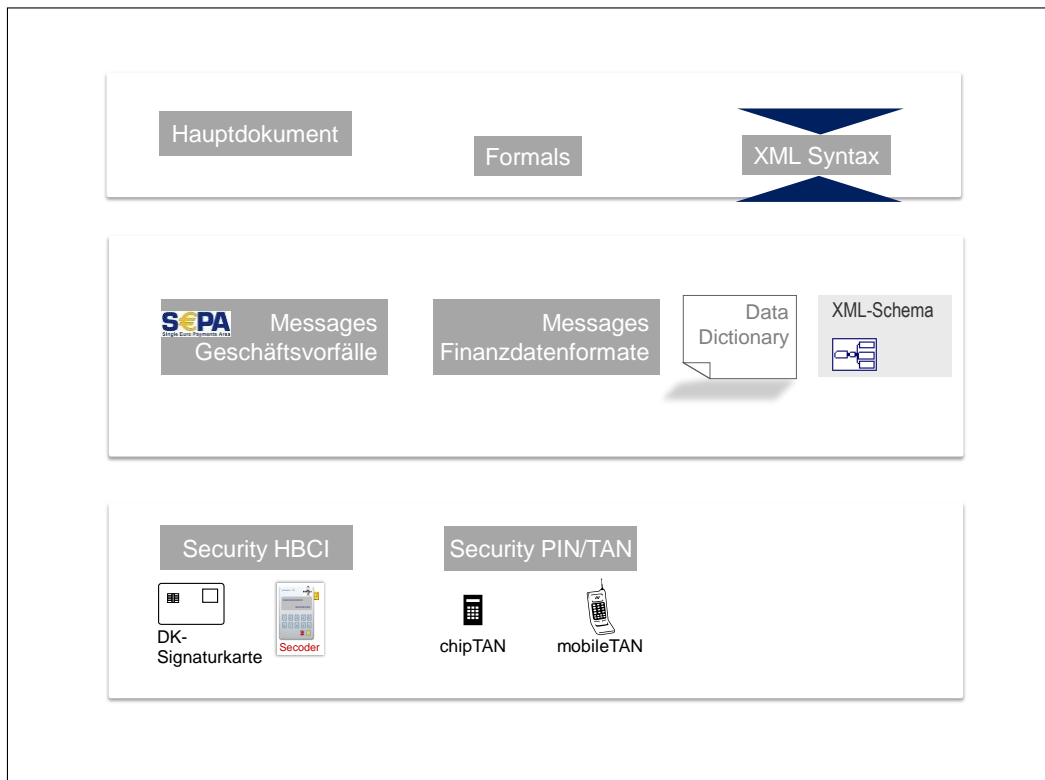 Hauptdokument
Formals
XML Syntax
S€PA
Single Euro Payments Area
Messages
Geschäftsvorfälle
Messages
Finanzdatenformate
Data
Dictionary
XML-Schema
Security HBCI
Security PIN/TAN
DK-
Signaturkarte
Secoder
chipTAN
mobileTAN